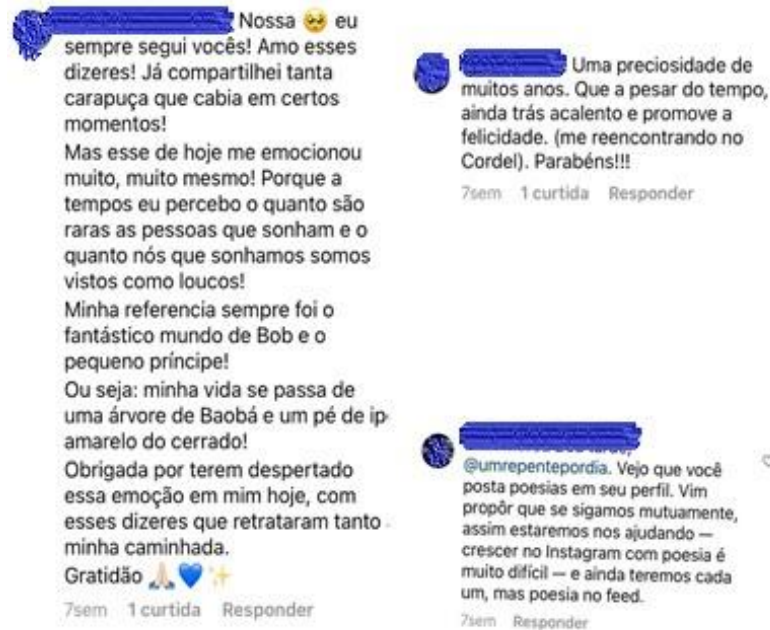 Nossa 🥺 eu
sempre segui vocês! Amo esses
dizeres! Já compartilhei tanta
carapuça que cabia em certos
momentos!
Mas esse de hoje me emocionou
muito, muito mesmo! Porque a
tempos eu percebo o quanto são
raras as pessoas que sonham e o
quanto nós que sonhamos somos
vistos como loucos!
Minha referencia sempre foi o
fantástico mundo de Bob e o
pequeno príncipe!
Ou seja: minha vida se passa de
uma árvore de Baobá e um pé de ip
amarelo do cerrado!
Obrigada por terem despertado
essa emoção em mim hoje, com
esses dizeres que retrataram tanto
minha caminhada.
Gratidão 🙏🏻💙✨
7sem 1 curtida Responder
Uma preciosidade de
muitos anos. Que a pesar do tempo,
ainda trás acalento e promove a
felicidade. (me reencontrando no
Cordel). Parabéns!!!
7sem 1 curtida Responder
@umrepentepordia. Vejo que você
posta poesias em seu perfil. Vim
propôr que se sigamos mutuamente,
assim estaremos nos ajudando —
crescer no Instagram com poesia é
muito difícil — e ainda teremos cada
um, mas poesia no feed.
7sem Responder